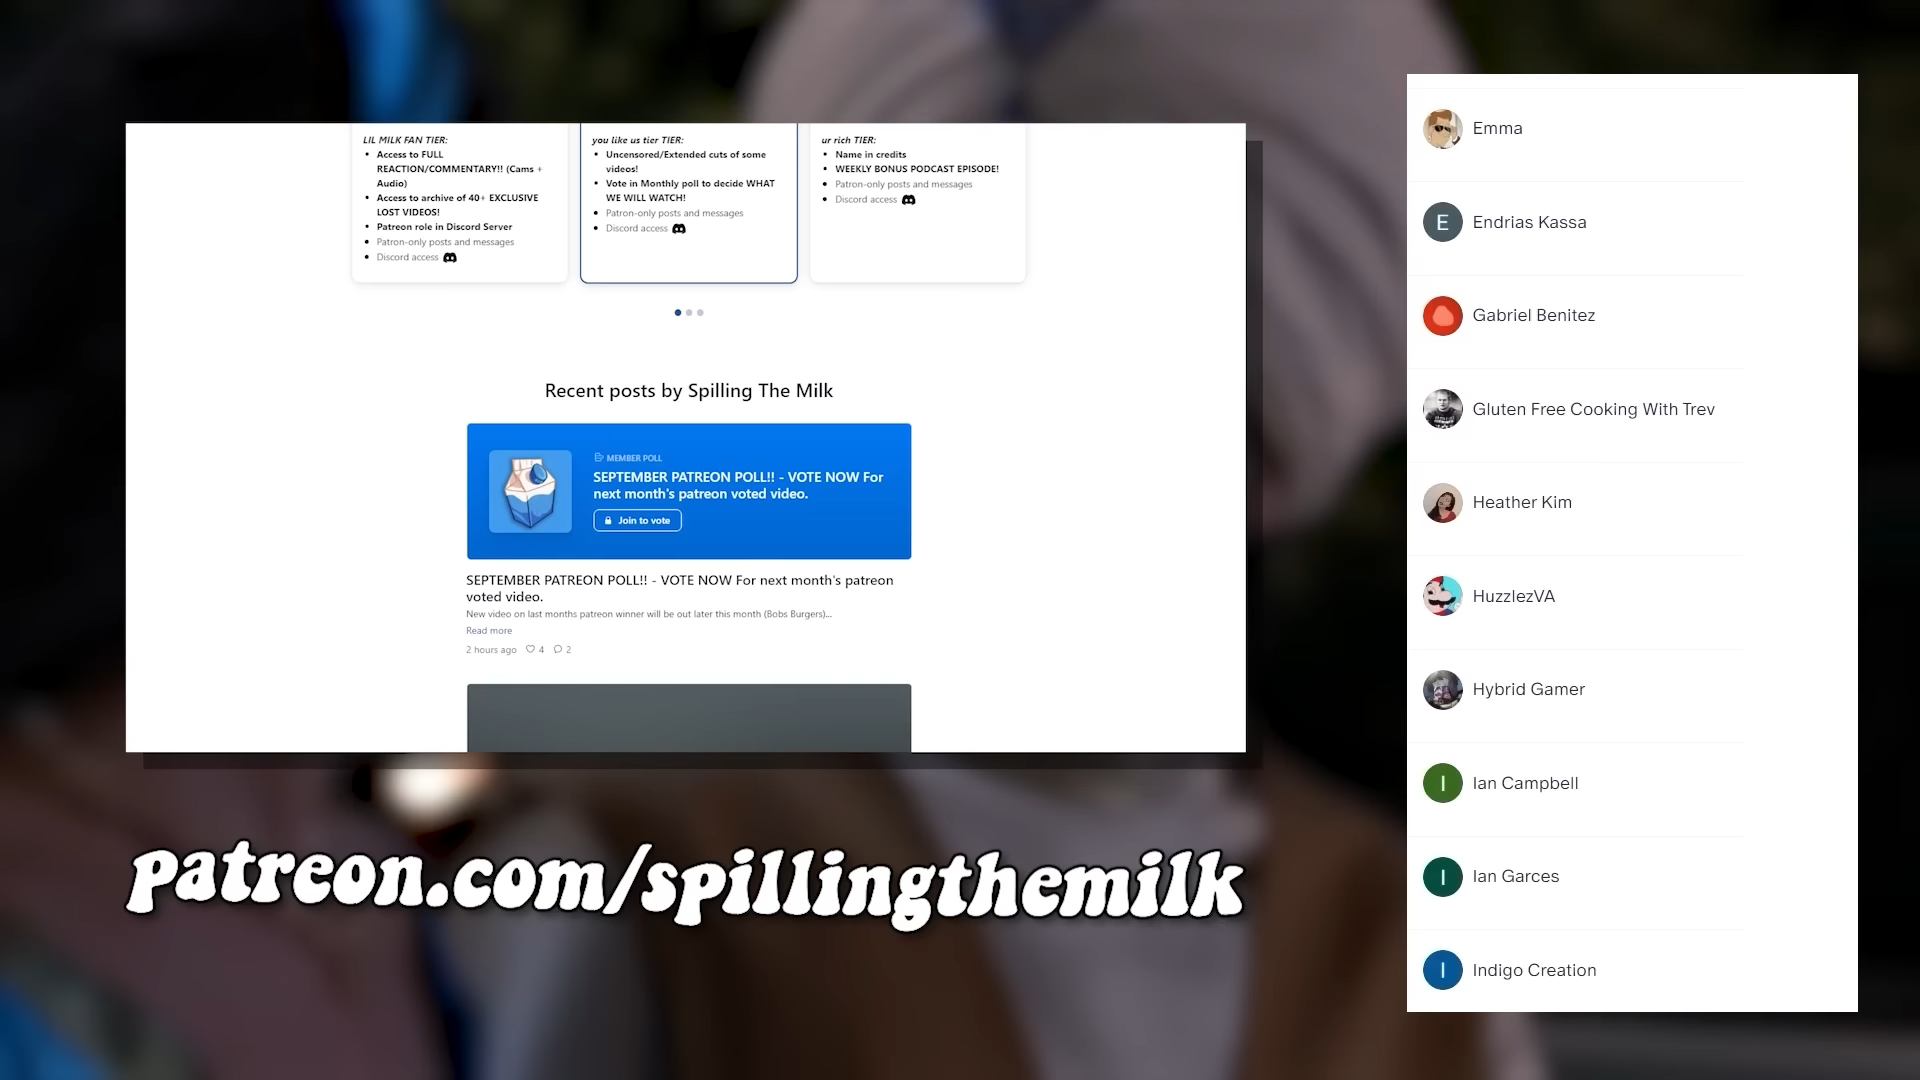 LIL MILK FAN TIER:
Access to FULL
REACTION/COMMENTARY!! (Cams +
Audio)
Access to archive of 40+ EXCLUSIVE
LOST VIDEOS!
Patreon role in Discord Server
Patron-only posts and messages
Discord access
you like us tier TIER:
Uncensored/Extended cuts of some
videos!
Vote in Monthly poll to decide WHAT
WE WILL WATCH!
Patron-only posts and messages
Discord access
ur rich TIER:
Name in credits
WEEKLY BONUS PODCAST EPISODE!
Patron-only posts and messages
Discord access
Recent posts by Spilling The Milk
MEMBER POLL
SEPTEMBER PATREON POLL!! - VOTE NOW For
next month's patreon voted video.
Join to vote
SEPTEMBER PATREON POLL!! - VOTE NOW For next month's patreon
voted video.
New video on last months patreon winner will be out later this month (Bobs Burgers)...
Read more
2 hours ago 4 2
patreon.com/spillingthemilk
Emma
E Endrias Kassa
Gabriel Benitez
Gluten Free Cooking With Trev
Heather Kim
HuzzlezVA
Hybrid Gamer
I Ian Campbell
I Ian Garces
I Indigo Creation